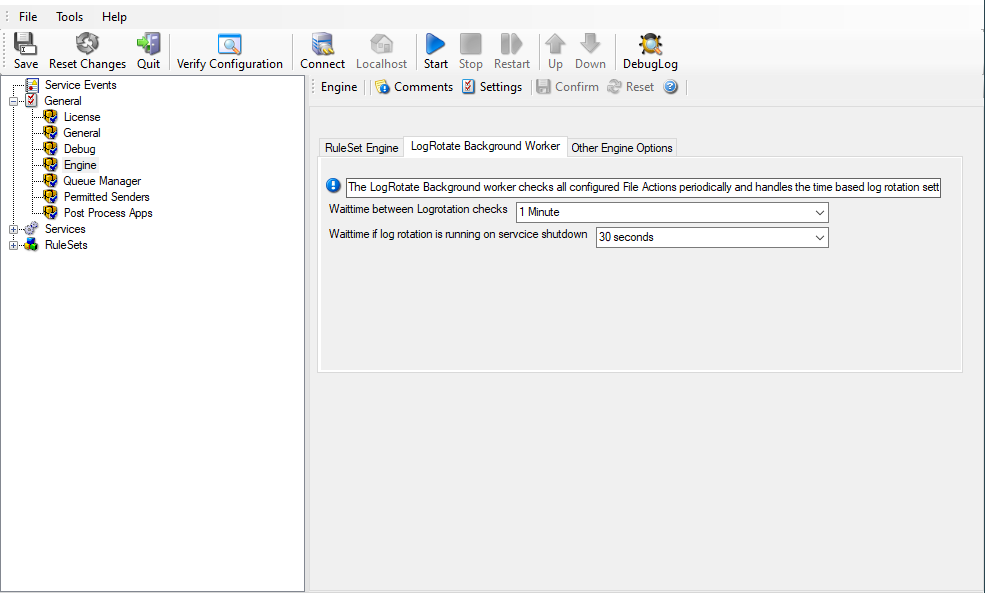 File Tools Help
Save Reset Changes Quit Verify Configuration Connect Localhost Start Stop Restart Up Down DebugLog
Service Events
General
License
General
Debug
Engine
Queue Manager
Permitted Senders
Post Process Apps
Services
RuleSets
Engine Comments Settings Confirm Reset
RuleSet Engine LogRotate Background Worker Other Engine Options
The LogRotate Background worker checks all configured File Actions periodically and handles the time based log rotation sett
Waittime between Logrotation checks 1 Minute
Waittime if log rotation is running on servcice shutdown 30 seconds